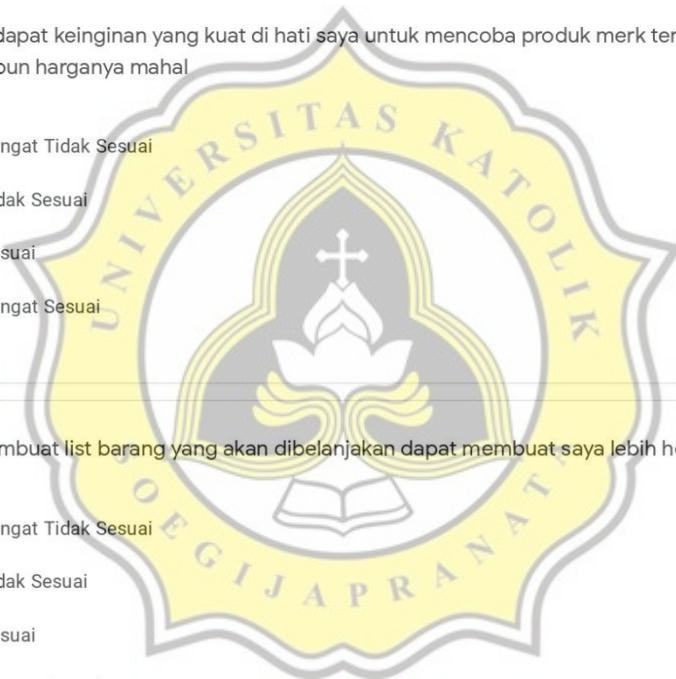 dapat keinginan yang kuat di hati saya untuk mencoba produk merk ter
pun harganya mahal
ngat Tidak Sesuai
dak Sesuai
suai
ngat Sesuai
mbuat list barang yang akan dibelanjakan dapat membuat saya lebih h
ngat Tidak Sesuai
dak Sesuai
suai
UNIVERSITAS KATOLIK
SOEGIJAPRANATA